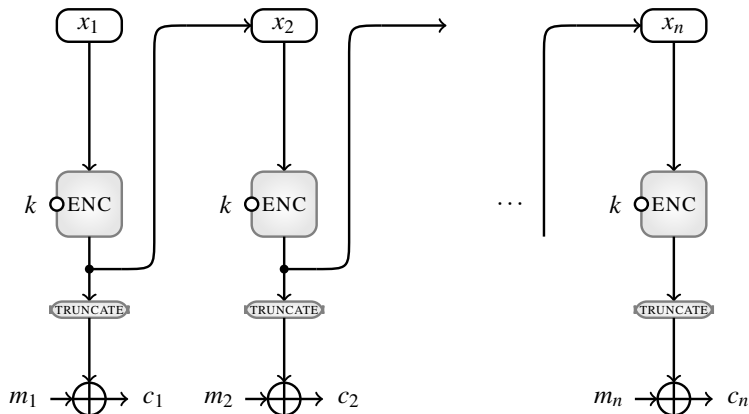 x₁ x₂ xₙ
k ENC k ENC ... k ENC
TRUNCATE TRUNCATE TRUNCATE
m₁ c₁ m₂ c₂ mₙ cₙ